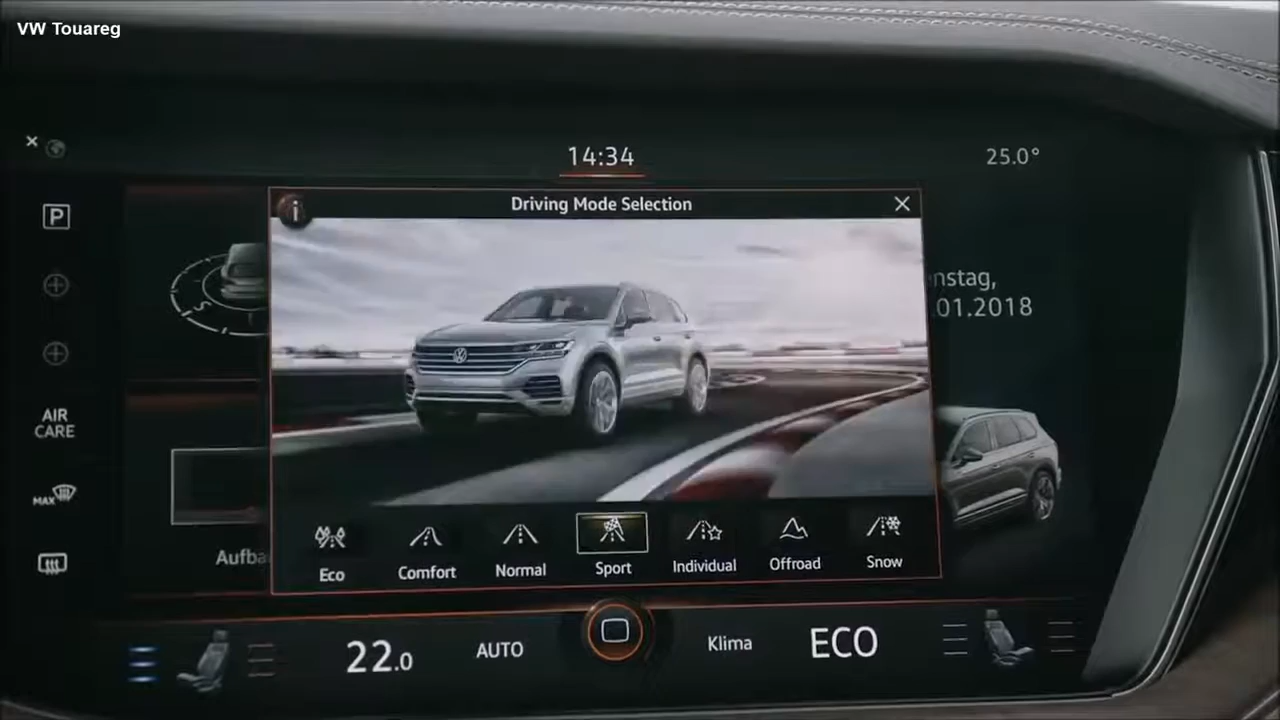 VW Touareg
14:34
25.0°
Driving Mode Selection
P
nstag,
.01.2018
AIR
CARE
MAX
Aufba
Eco
Comfort
Normal
Sport
Individual
Offroad
Snow
22.0
AUTO
Klima
ECO